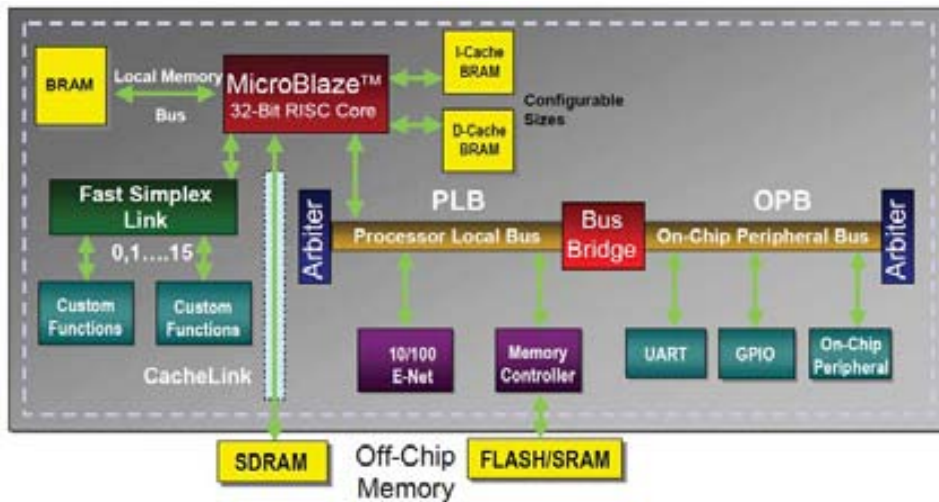 BRAM
Local Memory
Bus
MicroBlaze™
32-Bit RISC Core
I-Cache
BRAM
D-Cache
BRAM
Configurable
Sizes
Fast Simplex
Link
0,1....15
Custom
Functions
Custom
Functions
CacheLink
Arbiter
PLB
Processor Local Bus
Bus
Bridge
OPB
On-Chip Peripheral Bus
Arbiter
10/100
E-Net
Memory
Controller
UART
GPIO
On-Chip
Peripheral
SDRAM
Off-Chip
Memory
FLASH/SRAM